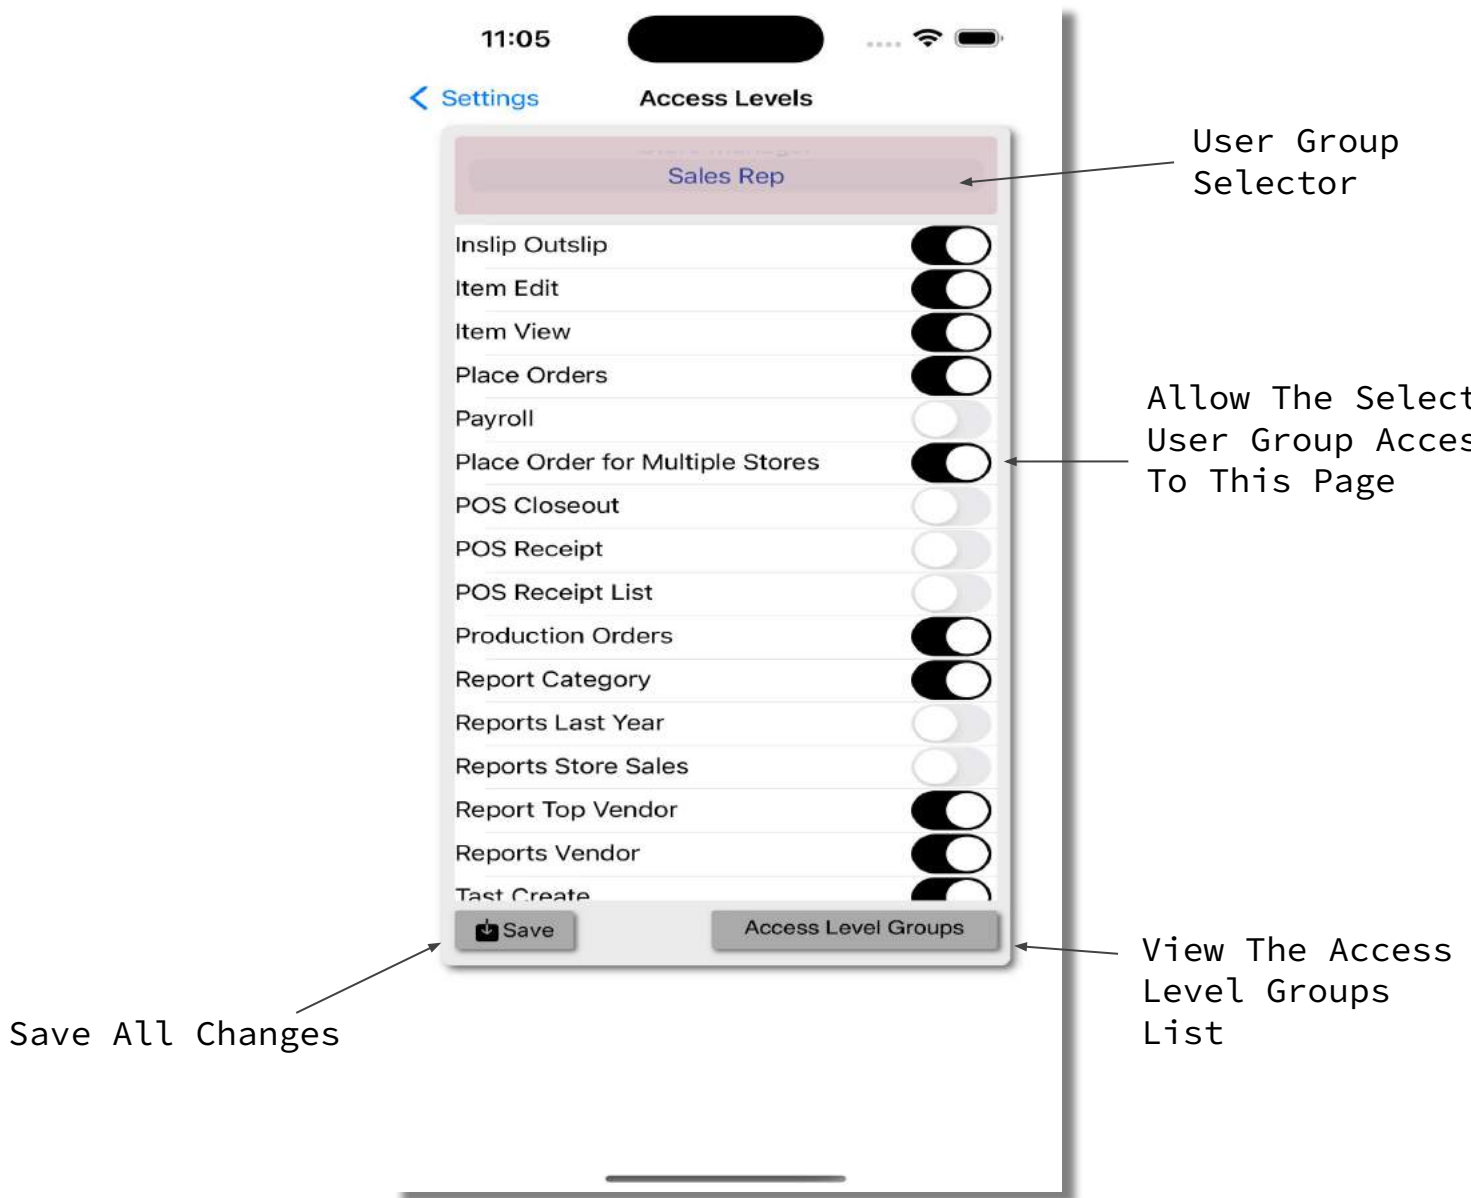 11:05
Settings
Access Levels
Sales Rep
User Group
Selector
Inslip Outslip
Item Edit
Item View
Place Orders
Payroll
Place Order for Multiple Stores
POS Closeout
POS Receipt
POS Receipt List
Production Orders
Report Category
Reports Last Year
Reports Store Sales
Report Top Vendor
Reports Vendor
Tast Create
Allow The Select
User Group Acces
To This Page
Save
Access Level Groups
View The Access
Level Groups
List
Save All Changes